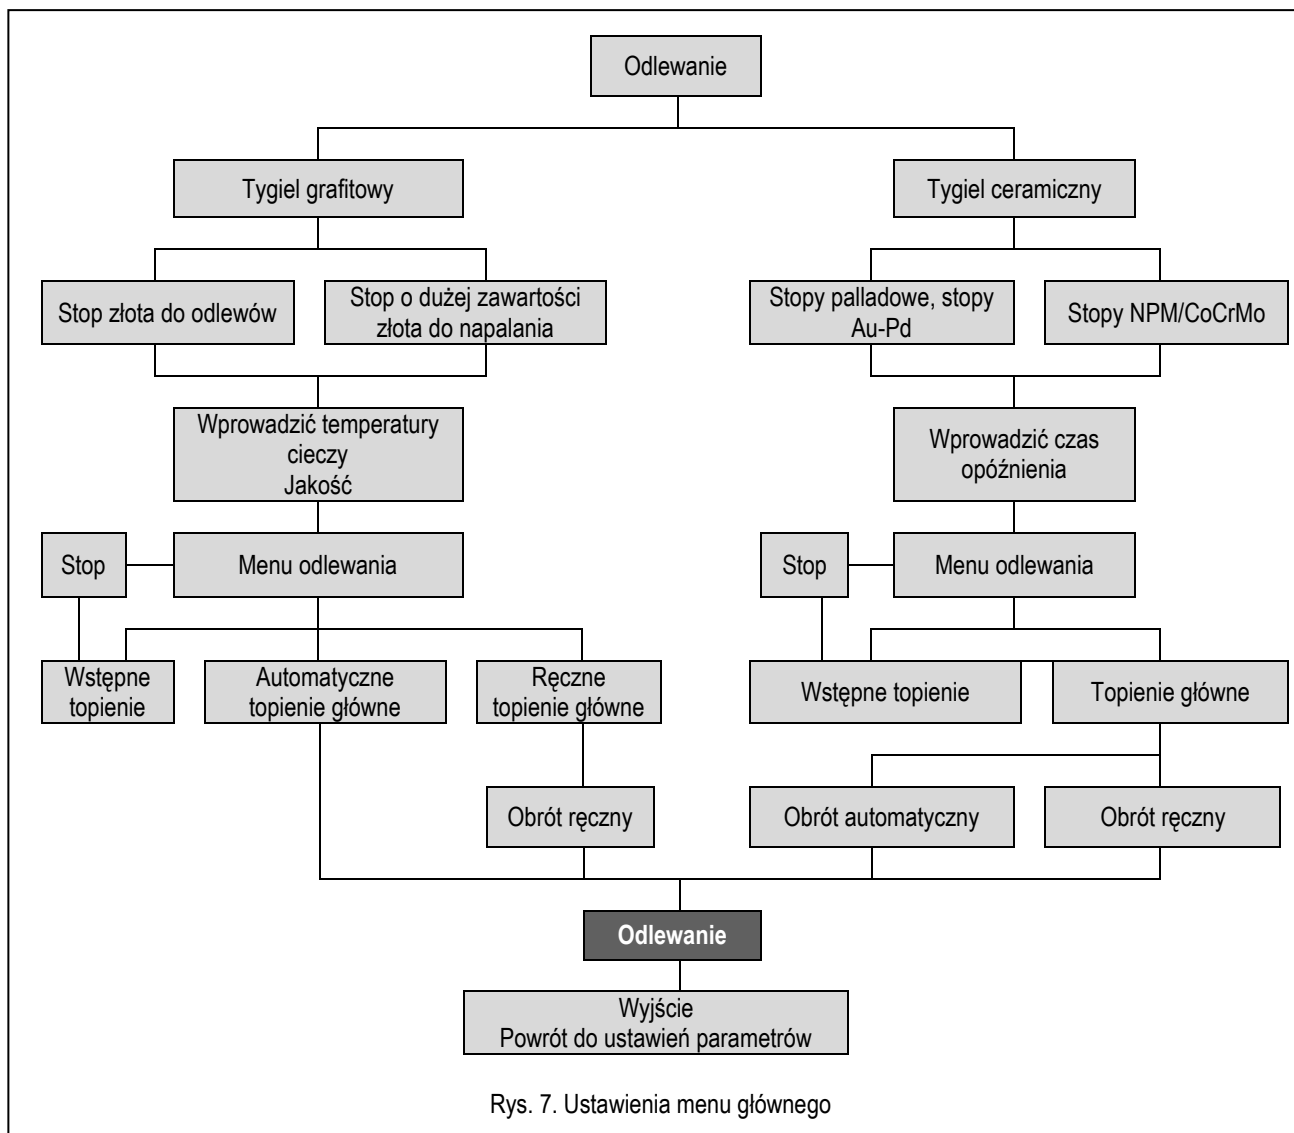 Odlewanie
Tygiel grafitowy
Tygiel ceramiczny
Stop złota do odlewów
Stop o dużej zawartości
złota do napalania
Stopy palladowe, stopy
Au-Pd
Stopy NPM/CoCrMo
Wprowadzić temperatury
cieczy
Jakość
Wprowadzić czas
opóźnienia
Stop
Menu odlewania
Stop
Menu odlewania
Wstępne
topienie
Automatyczne
topienie główne
Ręczne
topienie główne
Wstępne topienie
Topienie główne
Obrót ręczny
Obrót automatyczny
Obrót ręczny
Odlewanie
Wyjście
Powrót do ustawień parametrów
Rys. 7. Ustawienia menu głównego